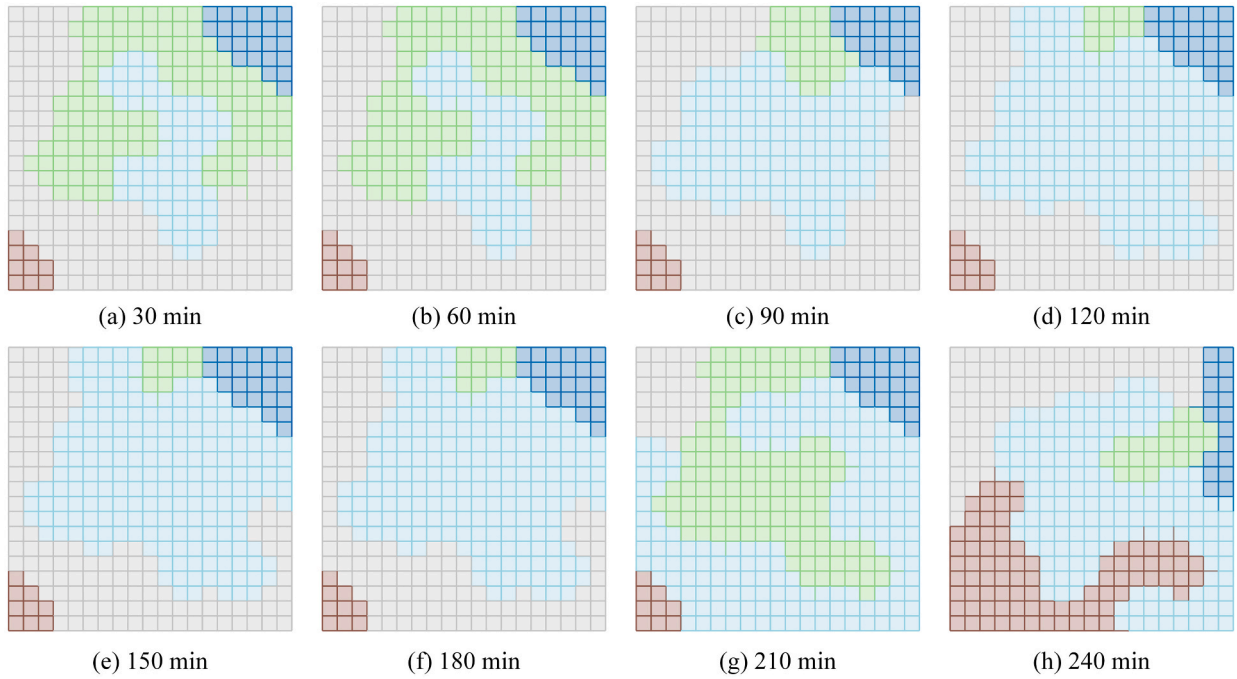 (a) 30 min
(b) 60 min
(c) 90 min
(d) 120 min
(e) 150 min
(f) 180 min
(g) 210 min
(h) 240 min